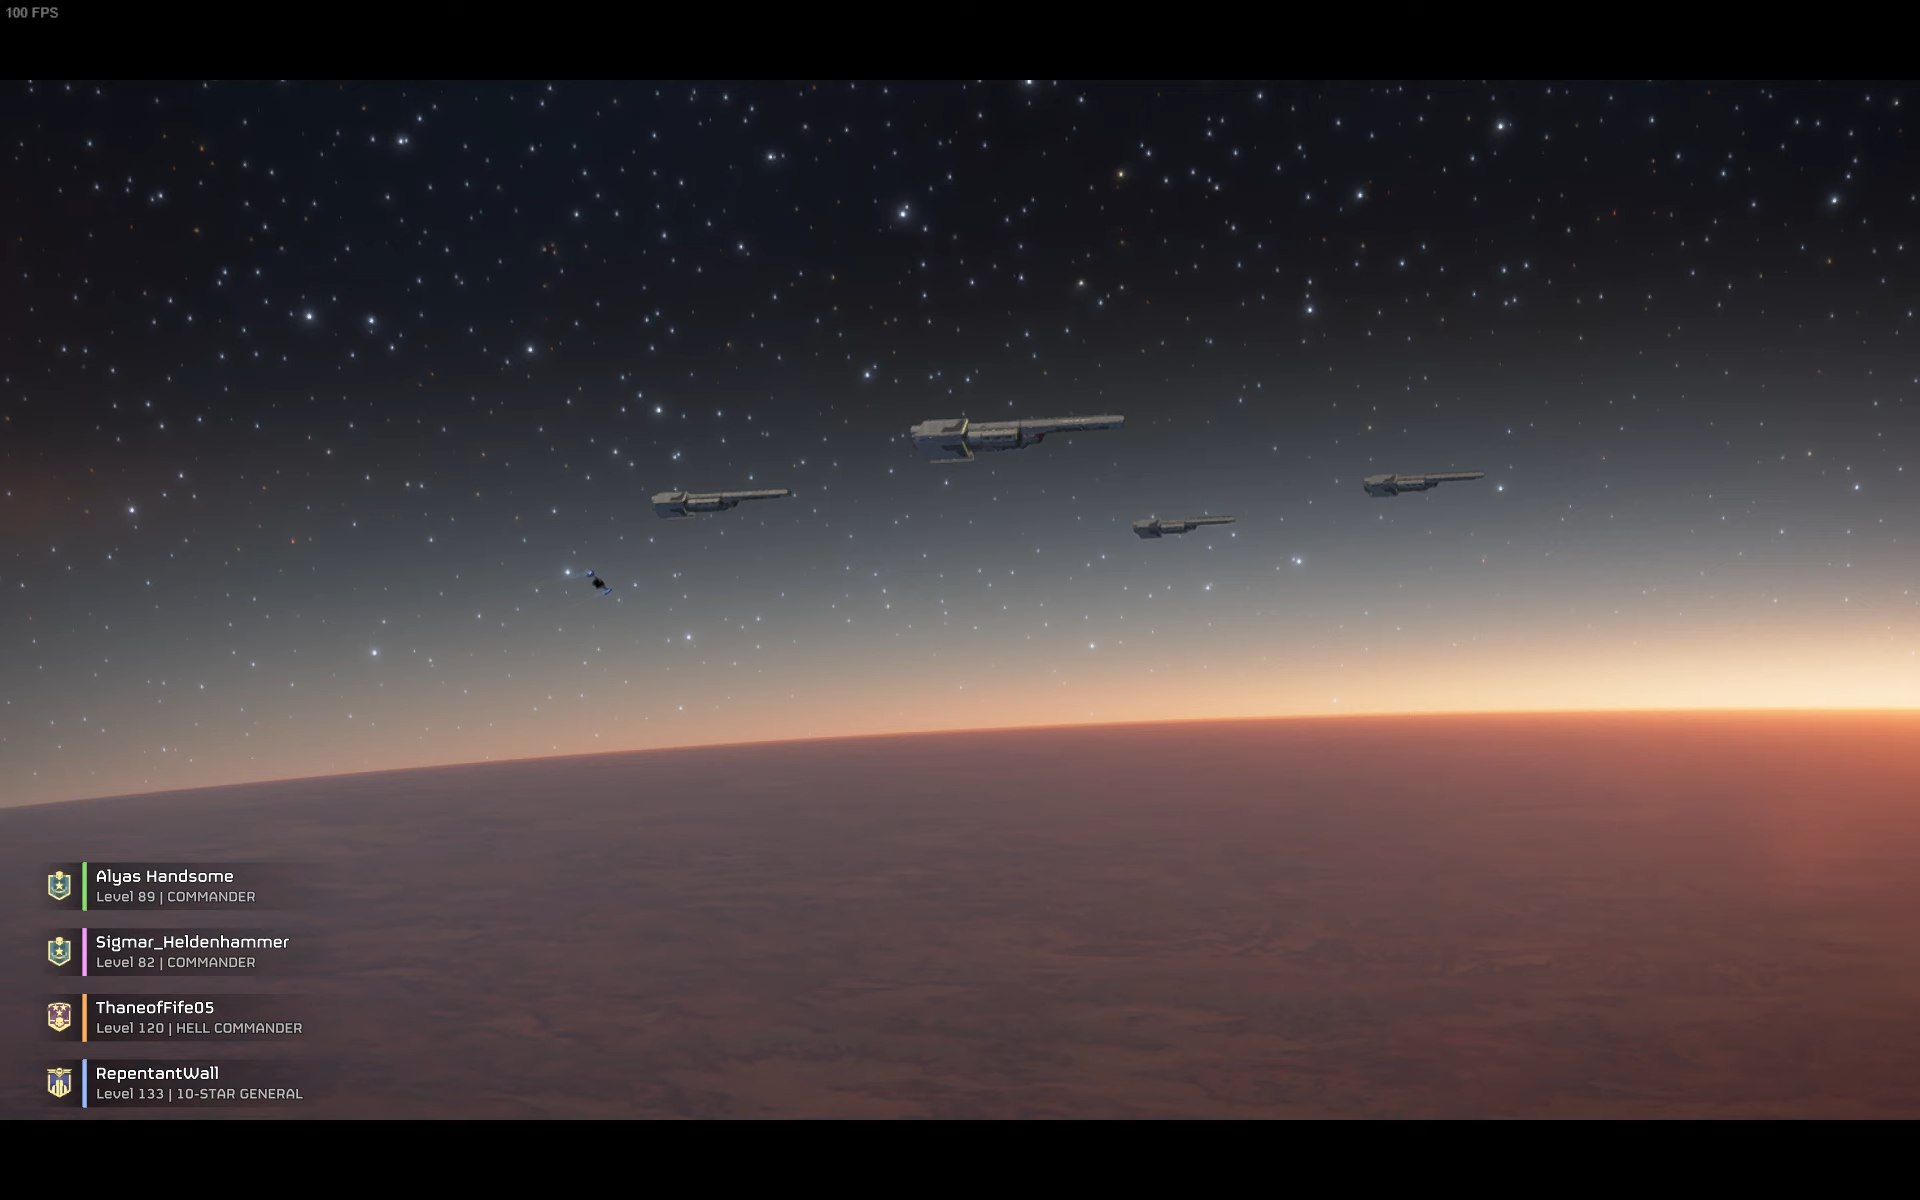 100 FPS
Alyas Handsome
Level 89 | COMMANDER
Sigmar_Heldenhammer
Level 82 | COMMANDER
ThaneofFife05
Level 120 | HELL COMMANDER
RepentantWall
Level 133 | 10-STAR GENERAL